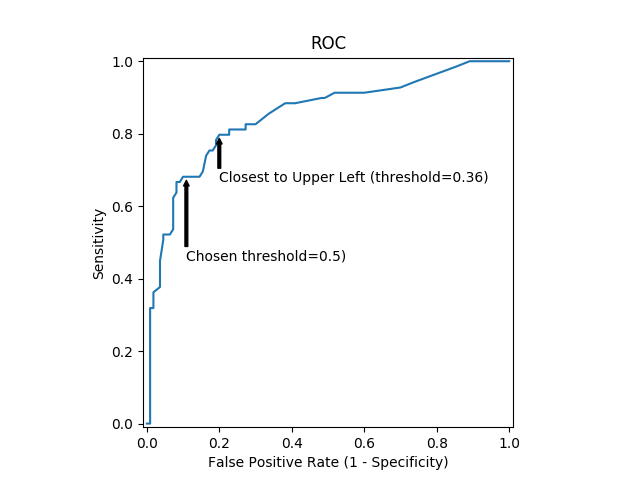 ROC
1.0
0.8
0.6
0.4
0.2
0.0
Sensitivity
Closest to Upper Left (threshold=0.36)
Chosen threshold=0.5)
0.0 0.2 0.4 0.6 0.8 1.0
False Positive Rate (1 - Specificity)